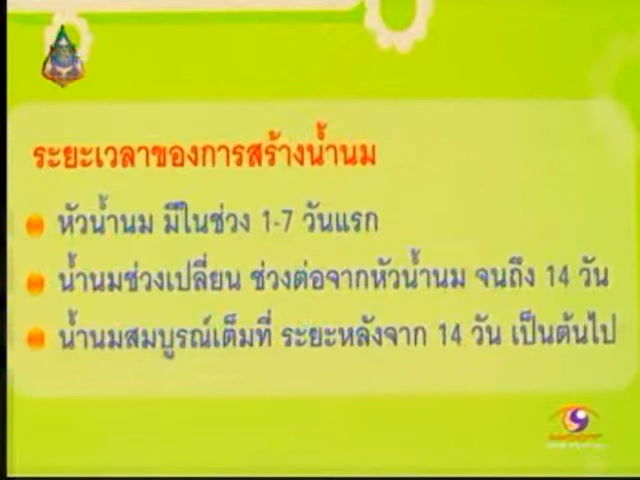 ระยะเวลาของการสร้างน้ำนม
หัวน้ำนม มีในช่วง 1-7 วันแรก
น้ำนมช่วงเปลี่ยน ช่วงต่อจากหัวน้ำนม จนถึง 14 วัน
น้ำนมสมบูรณ์เต็มที่ ระยะหลังจาก 14 วัน เป็นต้นไป